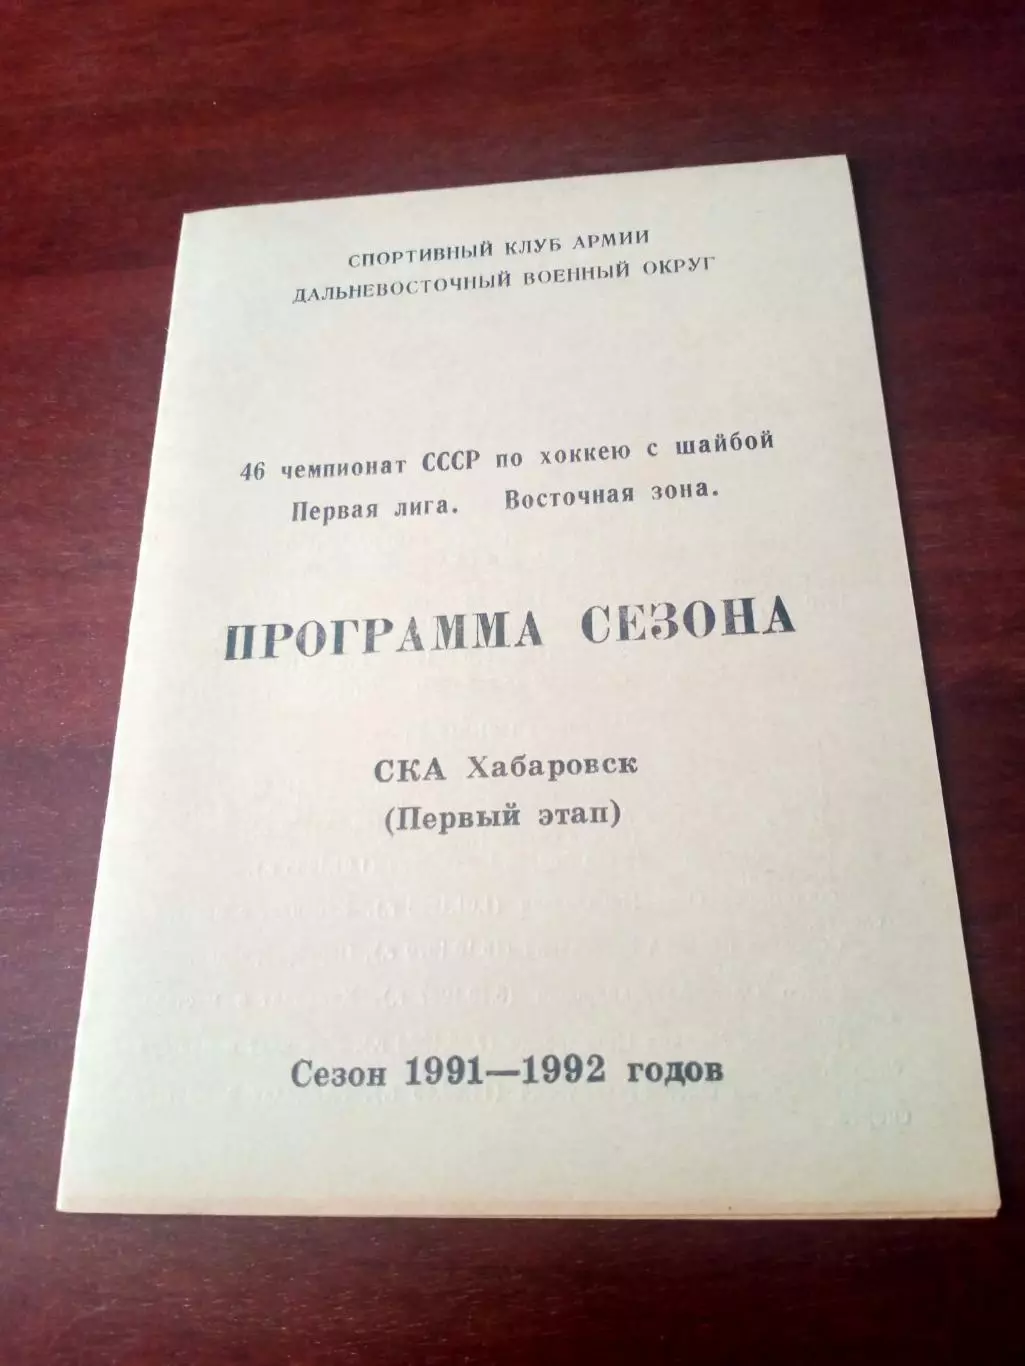 СПОРТИВНЫЙ КЛУБ АРМИИ
ДАЛЬНЕВОСТОЧНЫЙ ВОЕННЫЙ ОКРУГ
46 чемпионат СССР по хоккею с шайбой
Первая лига. Восточная зона.
ПРОГРАММА СЕЗОНА
СКА Хабаровск
(Первый этап)
Сезон 1991—1992 годов